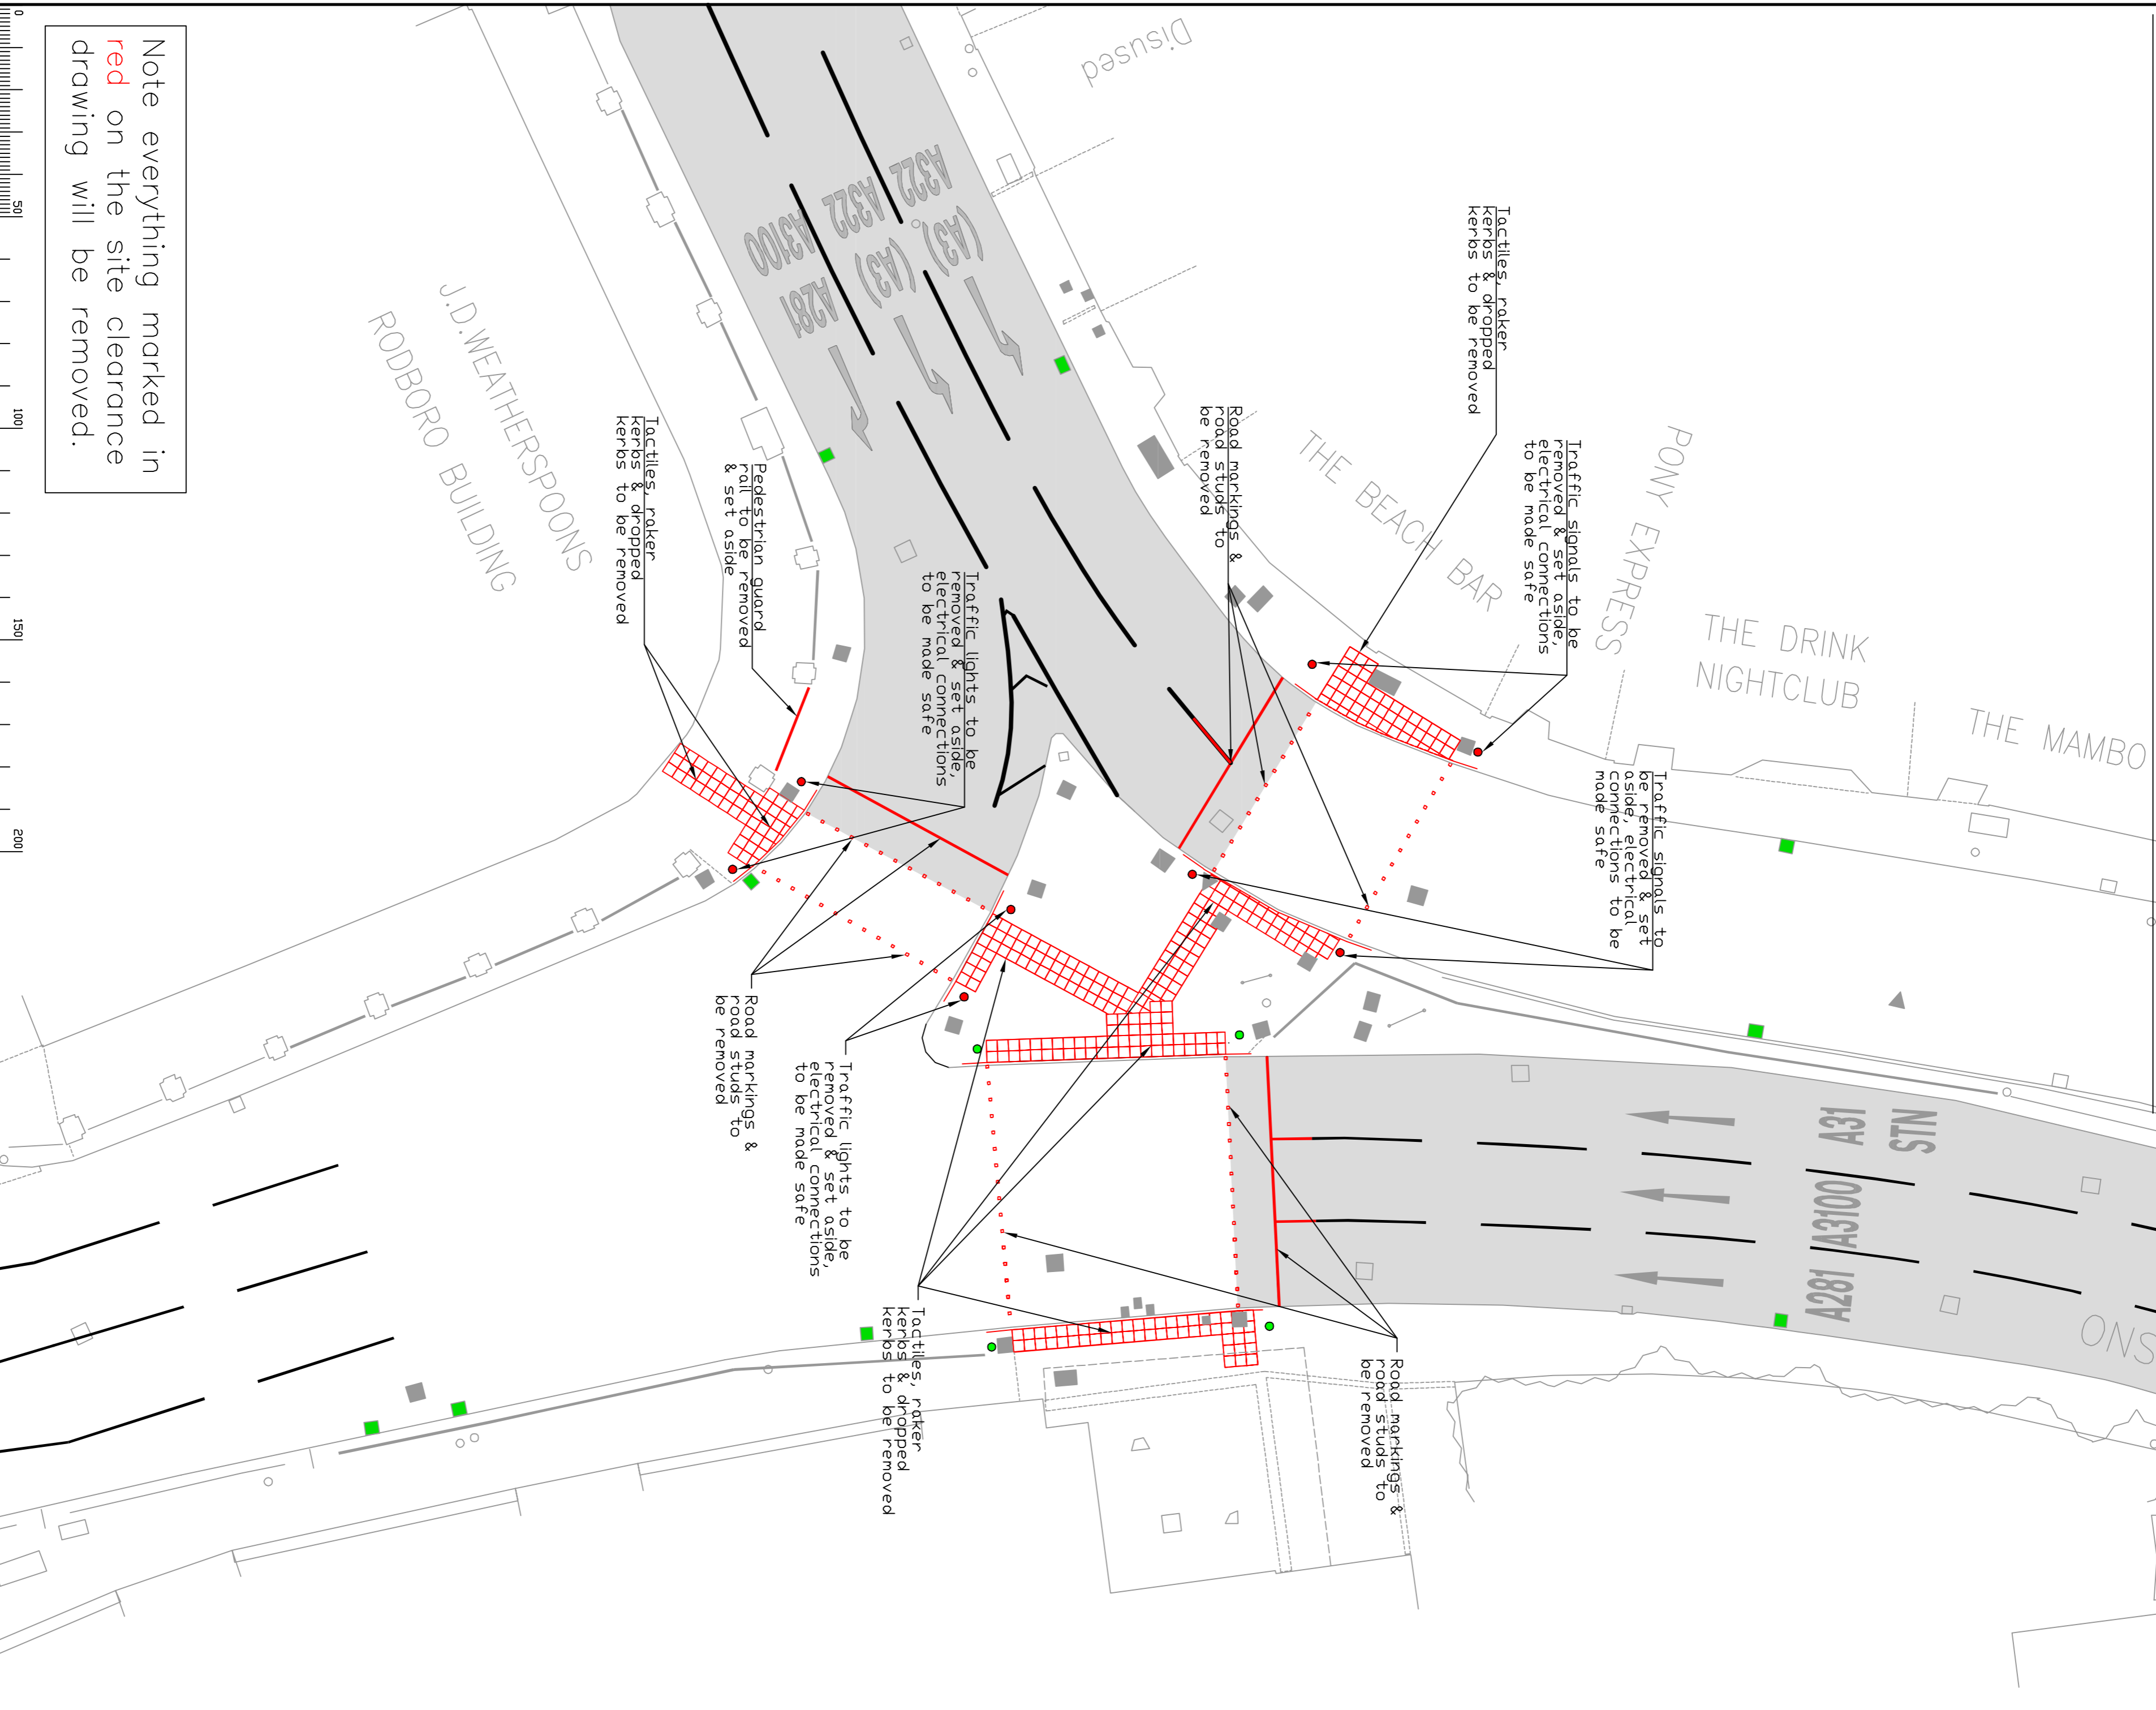 Note everything marked in
red on the site clearance
drawing will be removed.
0
50
100
150
200
Disused
A322
(A3)
A322
(A3)
A3100
A281
J.D.WEATHERSPOONS
RODBORO BUILDING
Tactiles, raker
kerbs & dropped
kerbs to be removed
Pedestrian guard
rail to be removed
& set aside
Traffic lights to be
removed & set aside,
electrical connections
to be made safe
Road markings &
road studs to
be removed
Tactiles, raker
kerbs & dropped
kerbs to be removed
Traffic signals to be
removed & set aside,
electrical connections
to be made safe
THE BEACH BAR
PONY EXPRESS
THE DRINK
NIGHTCLUB
THE MAMBO
Traffic signals to
be removed & set
aside, electrical
connections to be
made safe
Road markings &
road studs to
be removed
Traffic lights to be
removed & set aside,
electrical connections
to be made safe
Tactiles, raker
kerbs & dropped
kerbs to be removed
Road markings &
road studs to
be removed
A31
STN
A3100
A281
ONS